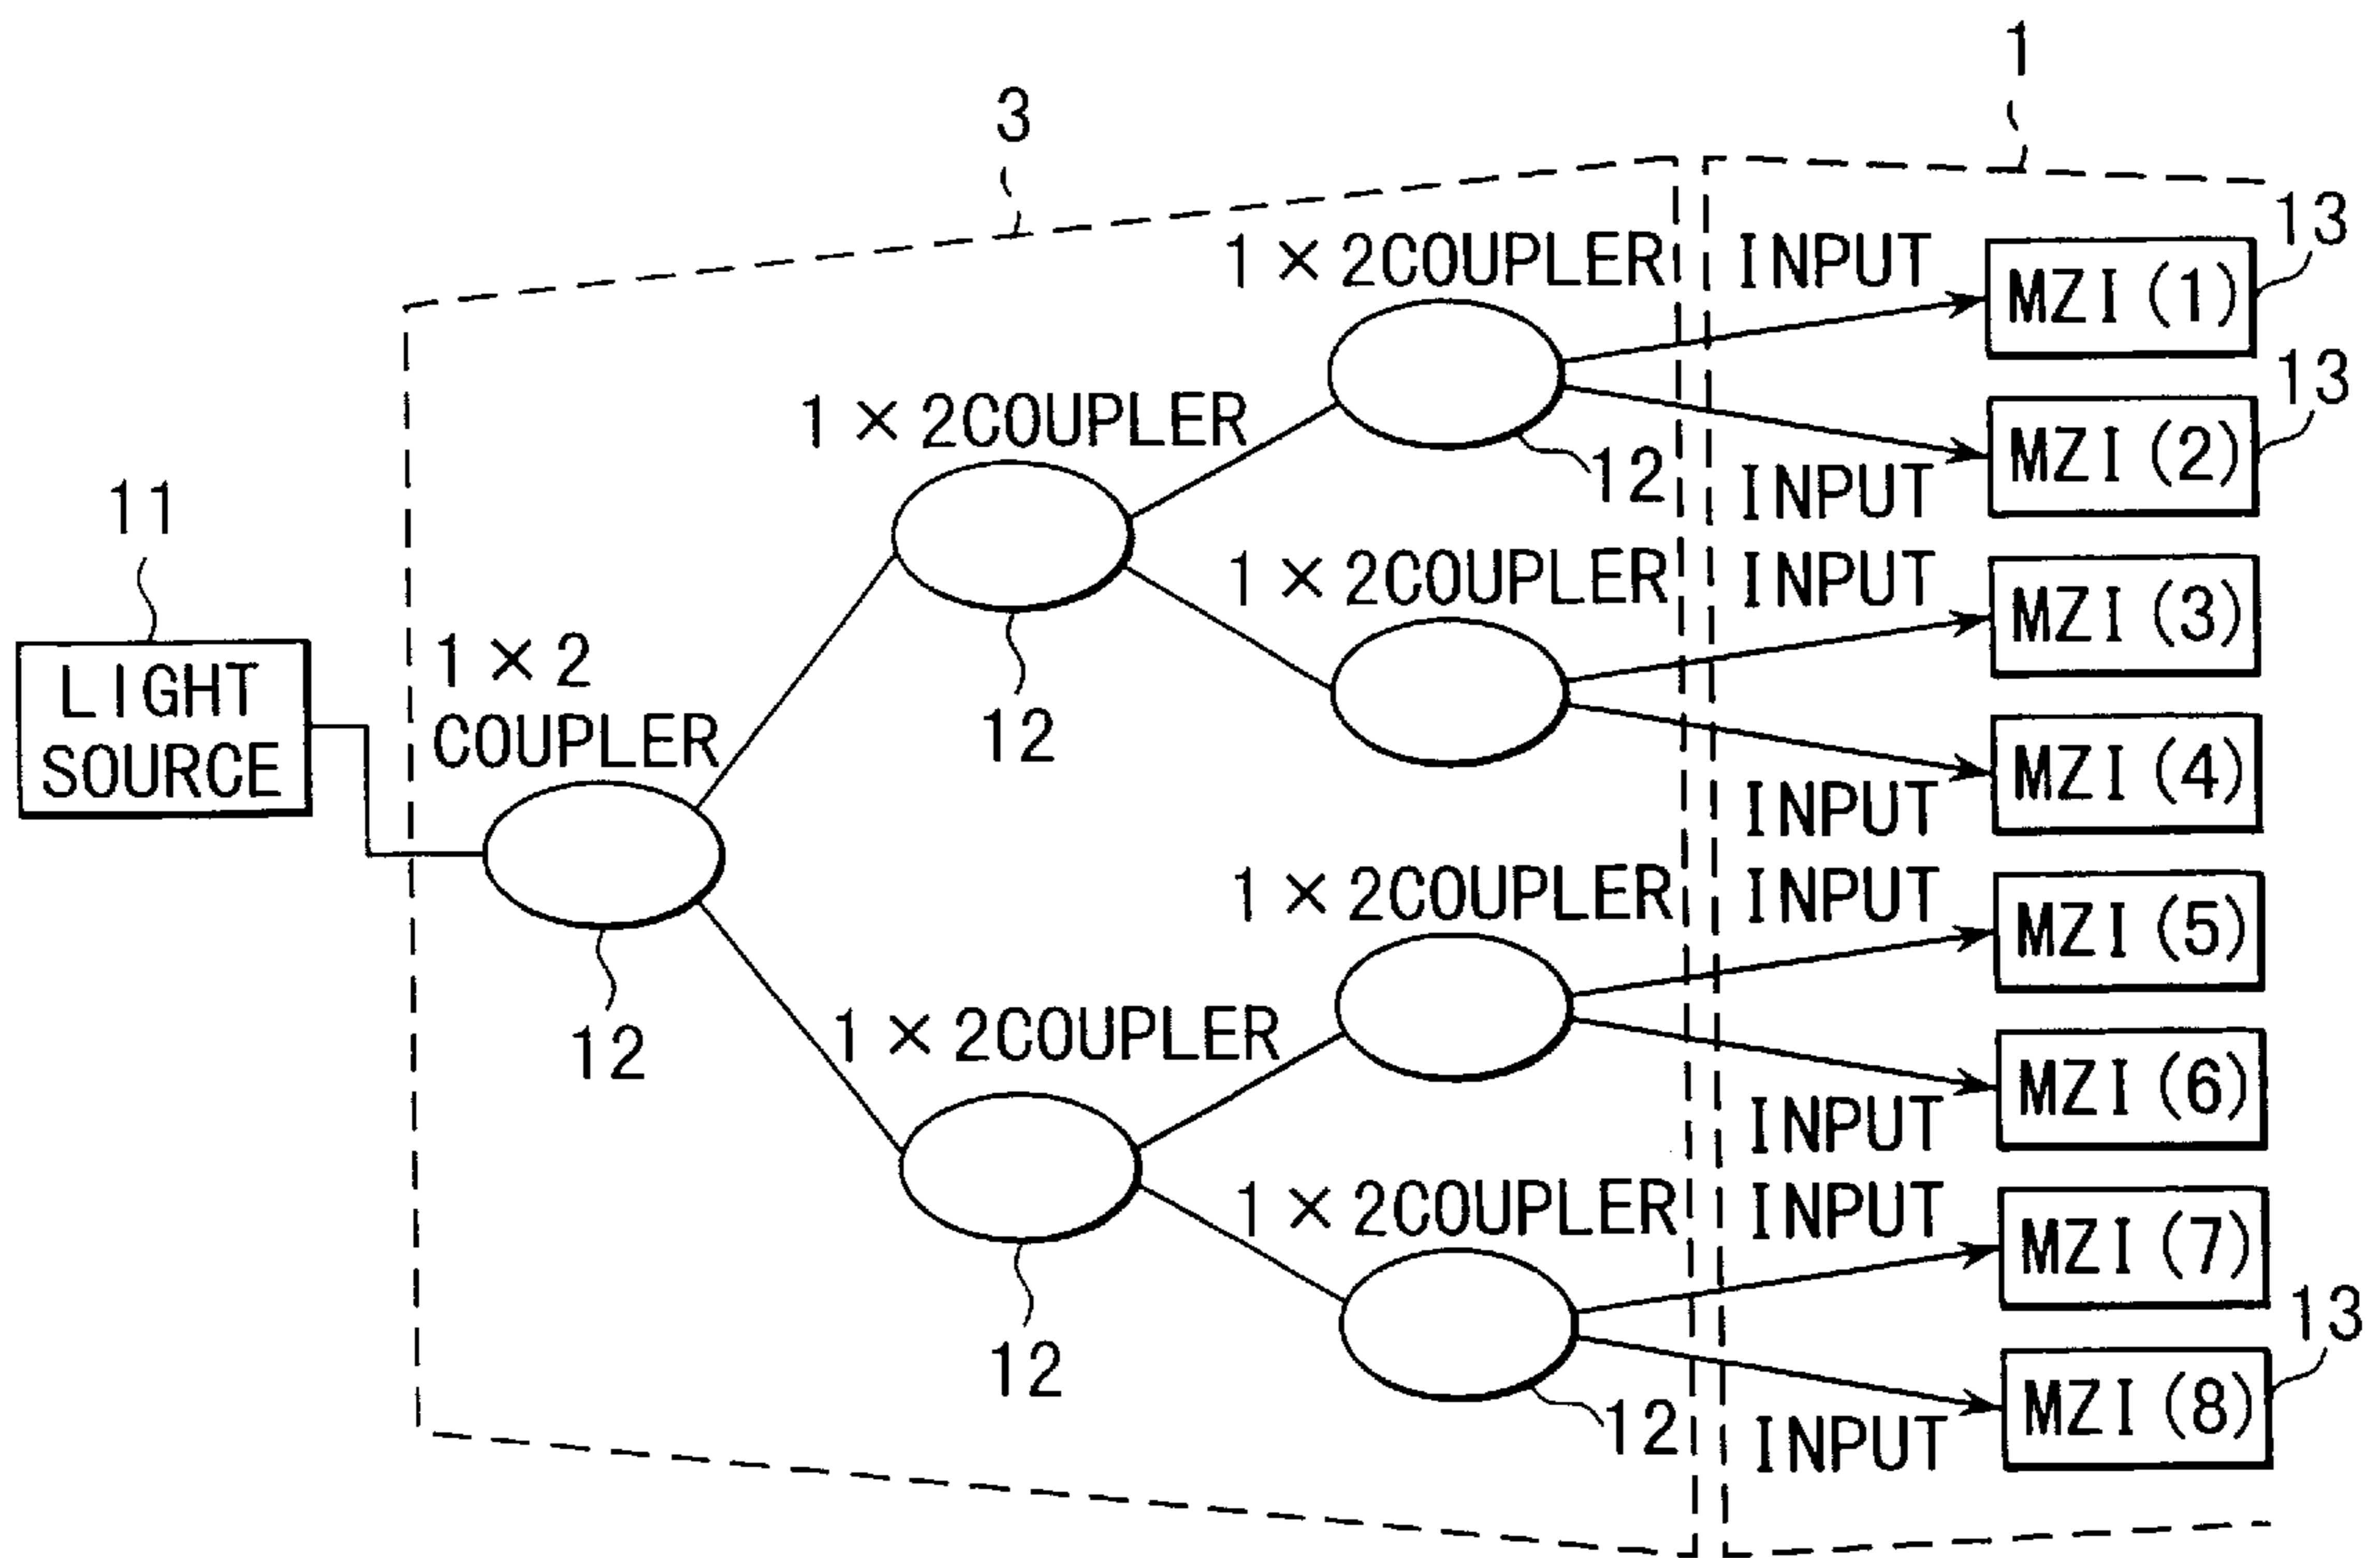 1
3
13
1 × 2COUPLER
INPUT
MZI (1)
13
1 × 2COUPLER
12
INPUT
MZI (2)
11
1 × 2COUPLER
INPUT
MZI (3)
LIGHT
SOURCE
1 × 2
COUPLER
12
INPUT
MZI (4)
1 × 2COUPLER
INPUT
MZI (5)
12
1 × 2COUPLER
INPUT
MZI (6)
1 × 2COUPLER
INPUT
MZI (7)
12
13
12
INPUT
MZI (8)